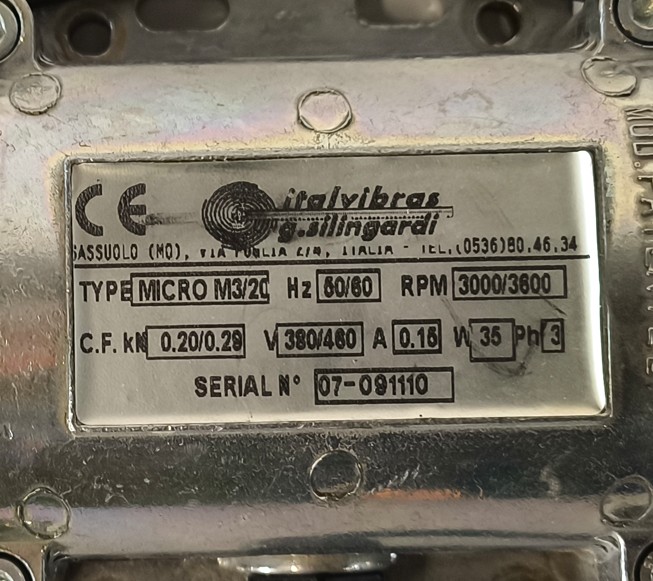 CE italvibras
g.silingardi
SASSUOLO (MO), VIA PUGLIA 2/4, ITALIA - TEL.(0536)80.46.34
TYPE MICRO M3/20 Hz 50/60 RPM 3000/3600
C.F. kN 0.20/0.29 V 380/460 A 0.15 W 35 Ph 3
SERIAL N° 07-091110